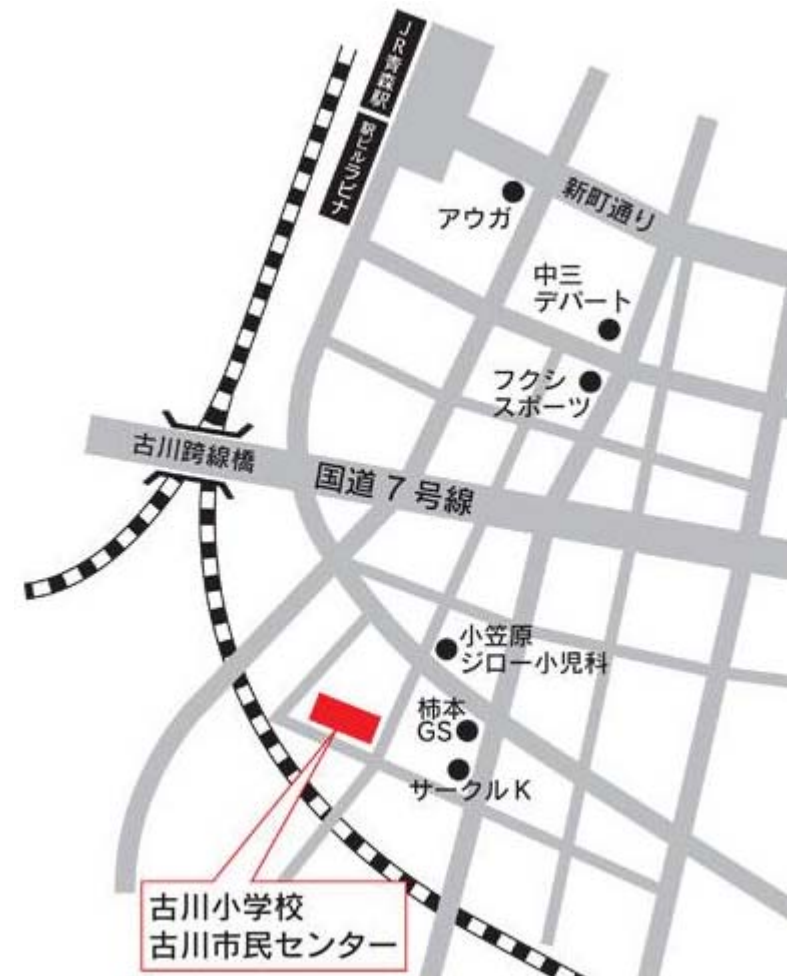 JR青森駅
駅ビルラビナ
新町通り
アウガ
中三
デパート
フクシ
スポーツ
古川跨線橋
国道7号線
小笠原
ジロー小児科
柿本
GS
サークルK
古川小学校
古川市民センター